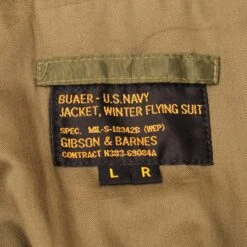 BUAER - U.S. NAVY
JACKET, WINTER FLYING SUIT
SPEC. MIL-S-18342B (WEP)
GIBSON & BARNES
CONTRACT N383-69084A
L R